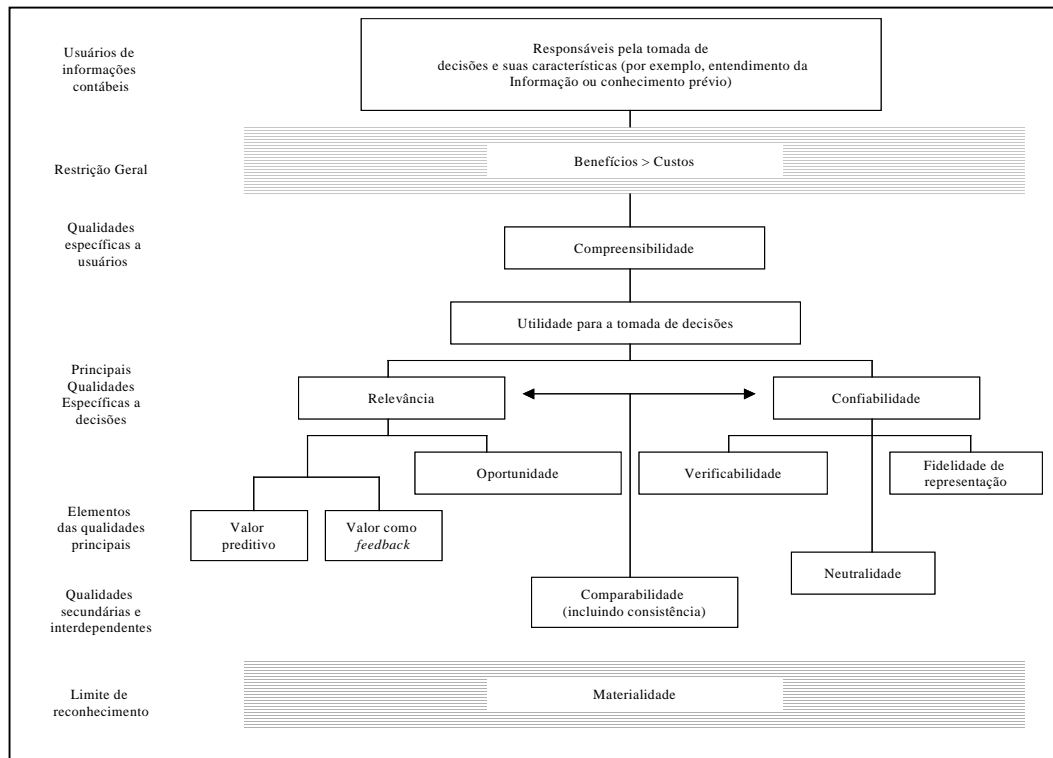 Usuários de
informações
contábeis
Responsáveis pela tomada de
decisões e suas características (por exemplo, entendimento da
Informação ou conhecimento prévio)
Restrição Geral
Benefícios > Custos
Qualidades
específicas a
usuários
Compreensibilidade
Utilidade para a tomada de decisões
Principais
Qualidades
Específicas a
decisões
Relevância
Confiabilidade
Oportunidade
Verificabilidade
Fidelidade de
representação
Elementos
das qualidades
principais
Valor
preditivo
Valor como
feedback
Neutralidade
Qualidades
secundárias e
interdependentes
Comparabilidade
(incluindo consistência)
Limite de
reconhecimento
Materialidade